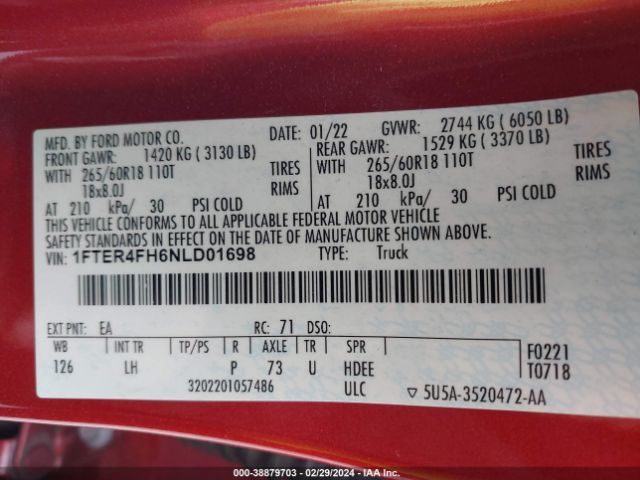 MFD. BY FORD MOTOR CO.
DATE: 01/22 GVWR: 2744 KG ( 6050 LB)
FRONT GAWR: 1420 KG ( 3130 LB) REAR GAWR: 1529 KG ( 3370 LB)
WITH 265/60R18 110T TIRES WITH 265/60R18 110T TIRES
18x8.0J RIMS 18x8.0J RIMS
AT 210 kPa/ 30 PSI COLD AT 210 kPa/ 30 PSI COLD
THIS VEHICLE CONFORMS TO ALL APPLICABLE FEDERAL MOTOR VEHICLE
SAFETY STANDARDS IN EFFECT ON THE DATE OF MANUFACTURE SHOWN ABOVE.
VIN: 1FTER4FH6NLD01698 TYPE: Truck
EXT PNT: EA RC: 71 DSO:
WB INT TR TP/PS R AXLE TR SPR F0221
126 LH P 73 U HDEE T0718
3202201057486 ULC ▽ 5U5A-3520472-AA
000-38879703 - 02/29/2024 - IAA Inc.